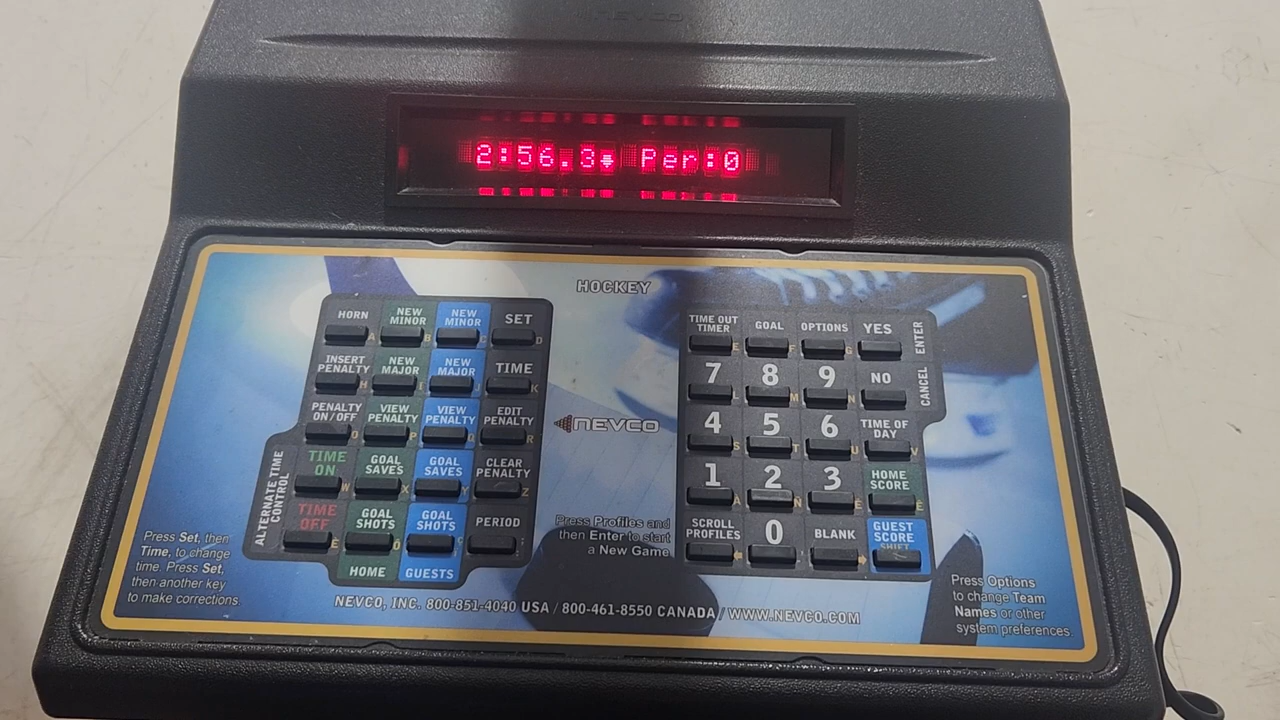 NEVCO
2:56.3 Per:0
HOCKEY
HORN
NEW MINOR
NEW MINOR
SET
INSERT PENALTY
NEW MAJOR
NEW MAJOR
TIME
PENALTY ON/OFF
VIEW PENALTY
VIEW PENALTY
EDIT PENALTY
TIME ON
GOAL SAVES
GOAL SAVES
CLEAR PENALTY
TIME OFF
GOAL SHOTS
GOAL SHOTS
PERIOD
ALTERNATE TIME CONTROL
HOME
GUESTS
NEVCO
TIME OUT TIMER
GOAL
OPTIONS
YES
ENTER
7
8
9
NO
CANCEL
4
5
6
TIME OF DAY
1
2
3
HOME SCORE
SCROLL PROFILES
0
BLANK
GUEST SCORE
SHIFT
Press Set, then
Time, to change
time. Press Set,
then another key
to make corrections.
Press Profiles and
then Enter to start
a New Game
Press Options
to change Team
Names or other
system preferences.
NEVCO, INC. 800-851-4040 USA / 800-461-8550 CANADA / WWW.NEVCO.COM